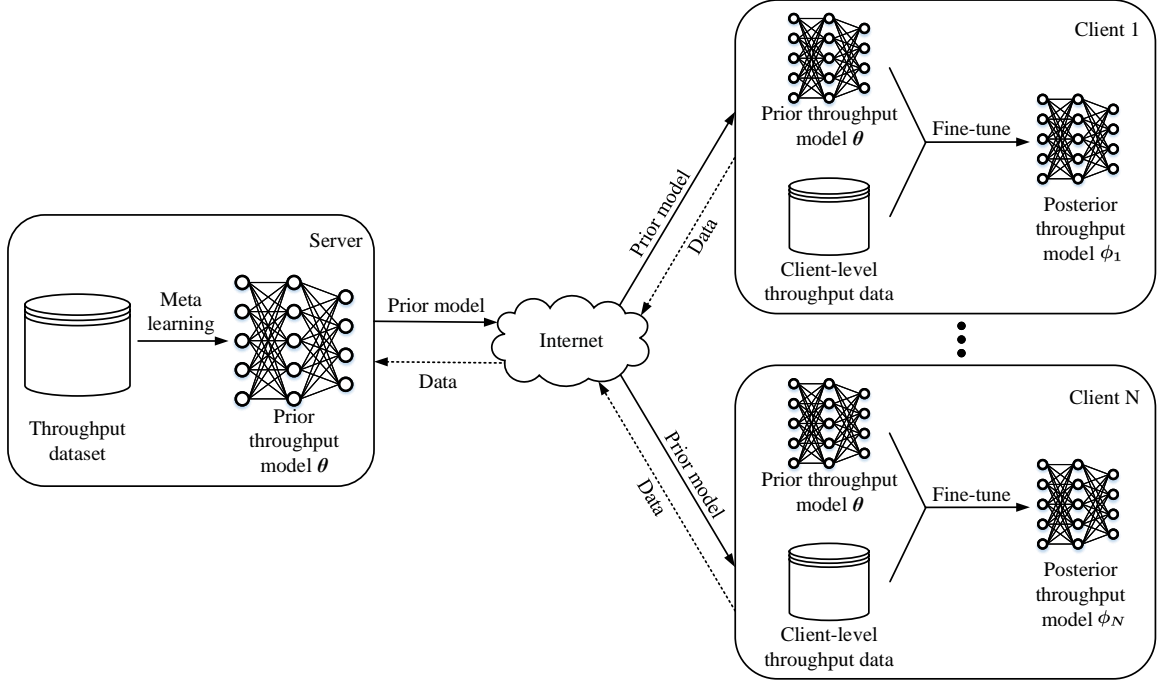 Server
Meta
learning
Throughput
dataset
Prior
throughput
model θ
Prior model
Data
Internet
Prior model
Data
Prior model
Data
Client 1
Prior throughput
model θ
Fine-tune
Client-level
throughput data
Posterior
throughput
model ϕ1
Client N
Prior throughput
model θ
Fine-tune
Client-level
throughput data
Posterior
throughput
model ϕN